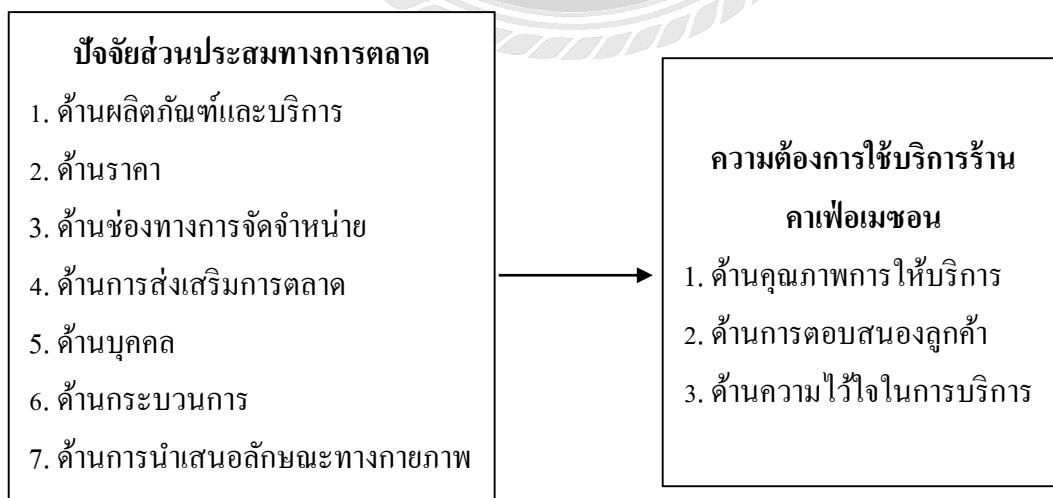 ปัจจัยส่วนประสมทางการตลาด
1. ด้านผลิตภัณฑ์และบริการ
2. ด้านราคา
3. ด้านช่องทางการจัดจำหน่าย
4. ด้านการส่งเสริมการตลาด
5. ด้านบุคคล
6. ด้านกระบวนการ
7. ด้านการนำเสนอลักษณะทางกายภาพ
ความต้องการใช้บริการร้าน
คาเฟ่อเมซอน
1. ด้านคุณภาพการให้บริการ
2. ด้านการตอบสนองลูกค้า
3. ด้านความไว้ใจในการบริการ